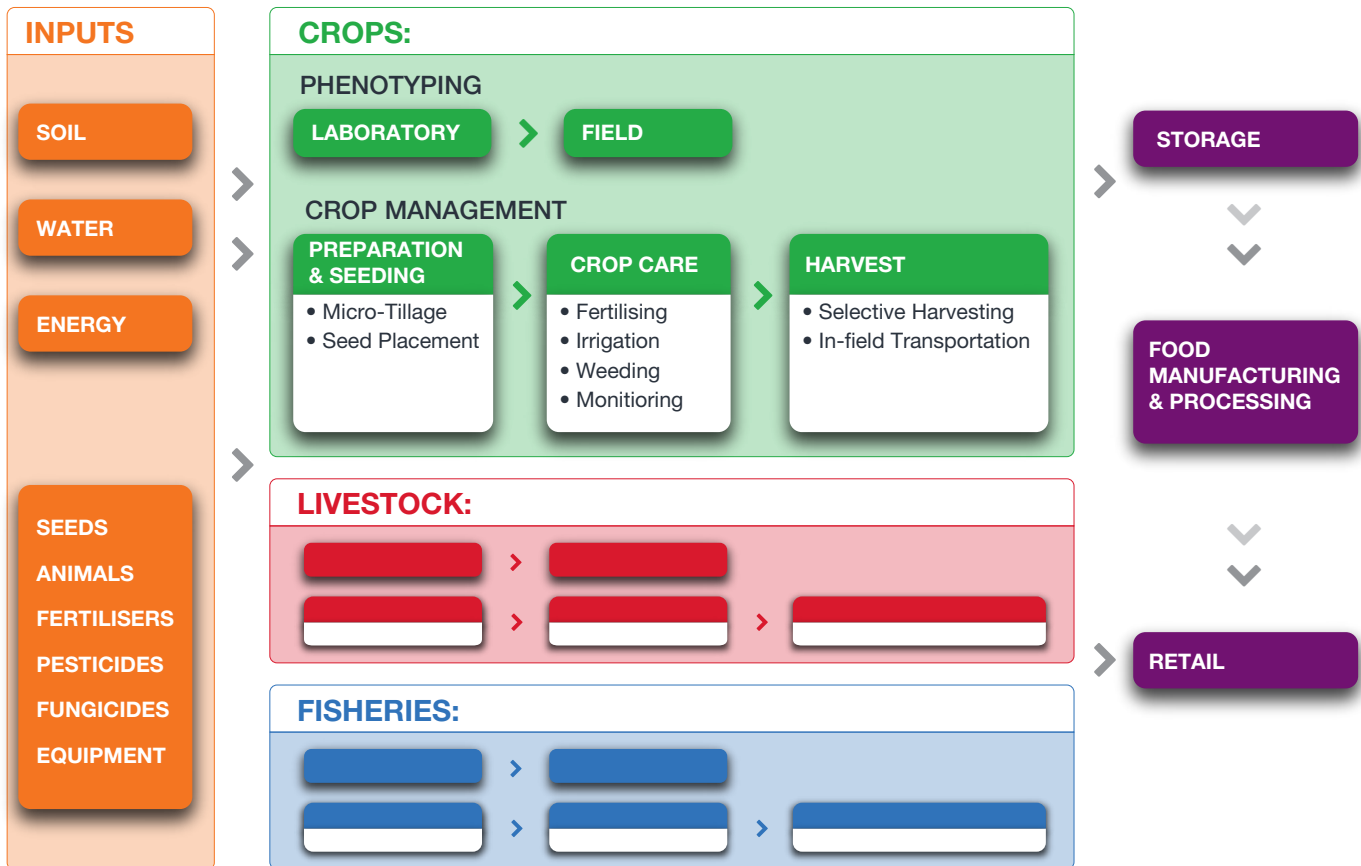 INPUTS
SOIL
WATER
ENERGY
SEEDS
ANIMALS
FERTILISERS
PESTICIDES
FUNGICIDES
EQUIPMENT
CROPS:
PHENOTYPING
LABORATORY
FIELD
CROP MANAGEMENT
PREPARATION
& SEEDING
• Micro-Tillage
• Seed Placement
CROP CARE
• Fertilising
• Irrigation
• Weeding
• Monitioring
HARVEST
• Selective Harvesting
• In-field Transportation
LIVESTOCK:
FISHERIES:
STORAGE
FOOD
MANUFACTURING
& PROCESSING
RETAIL